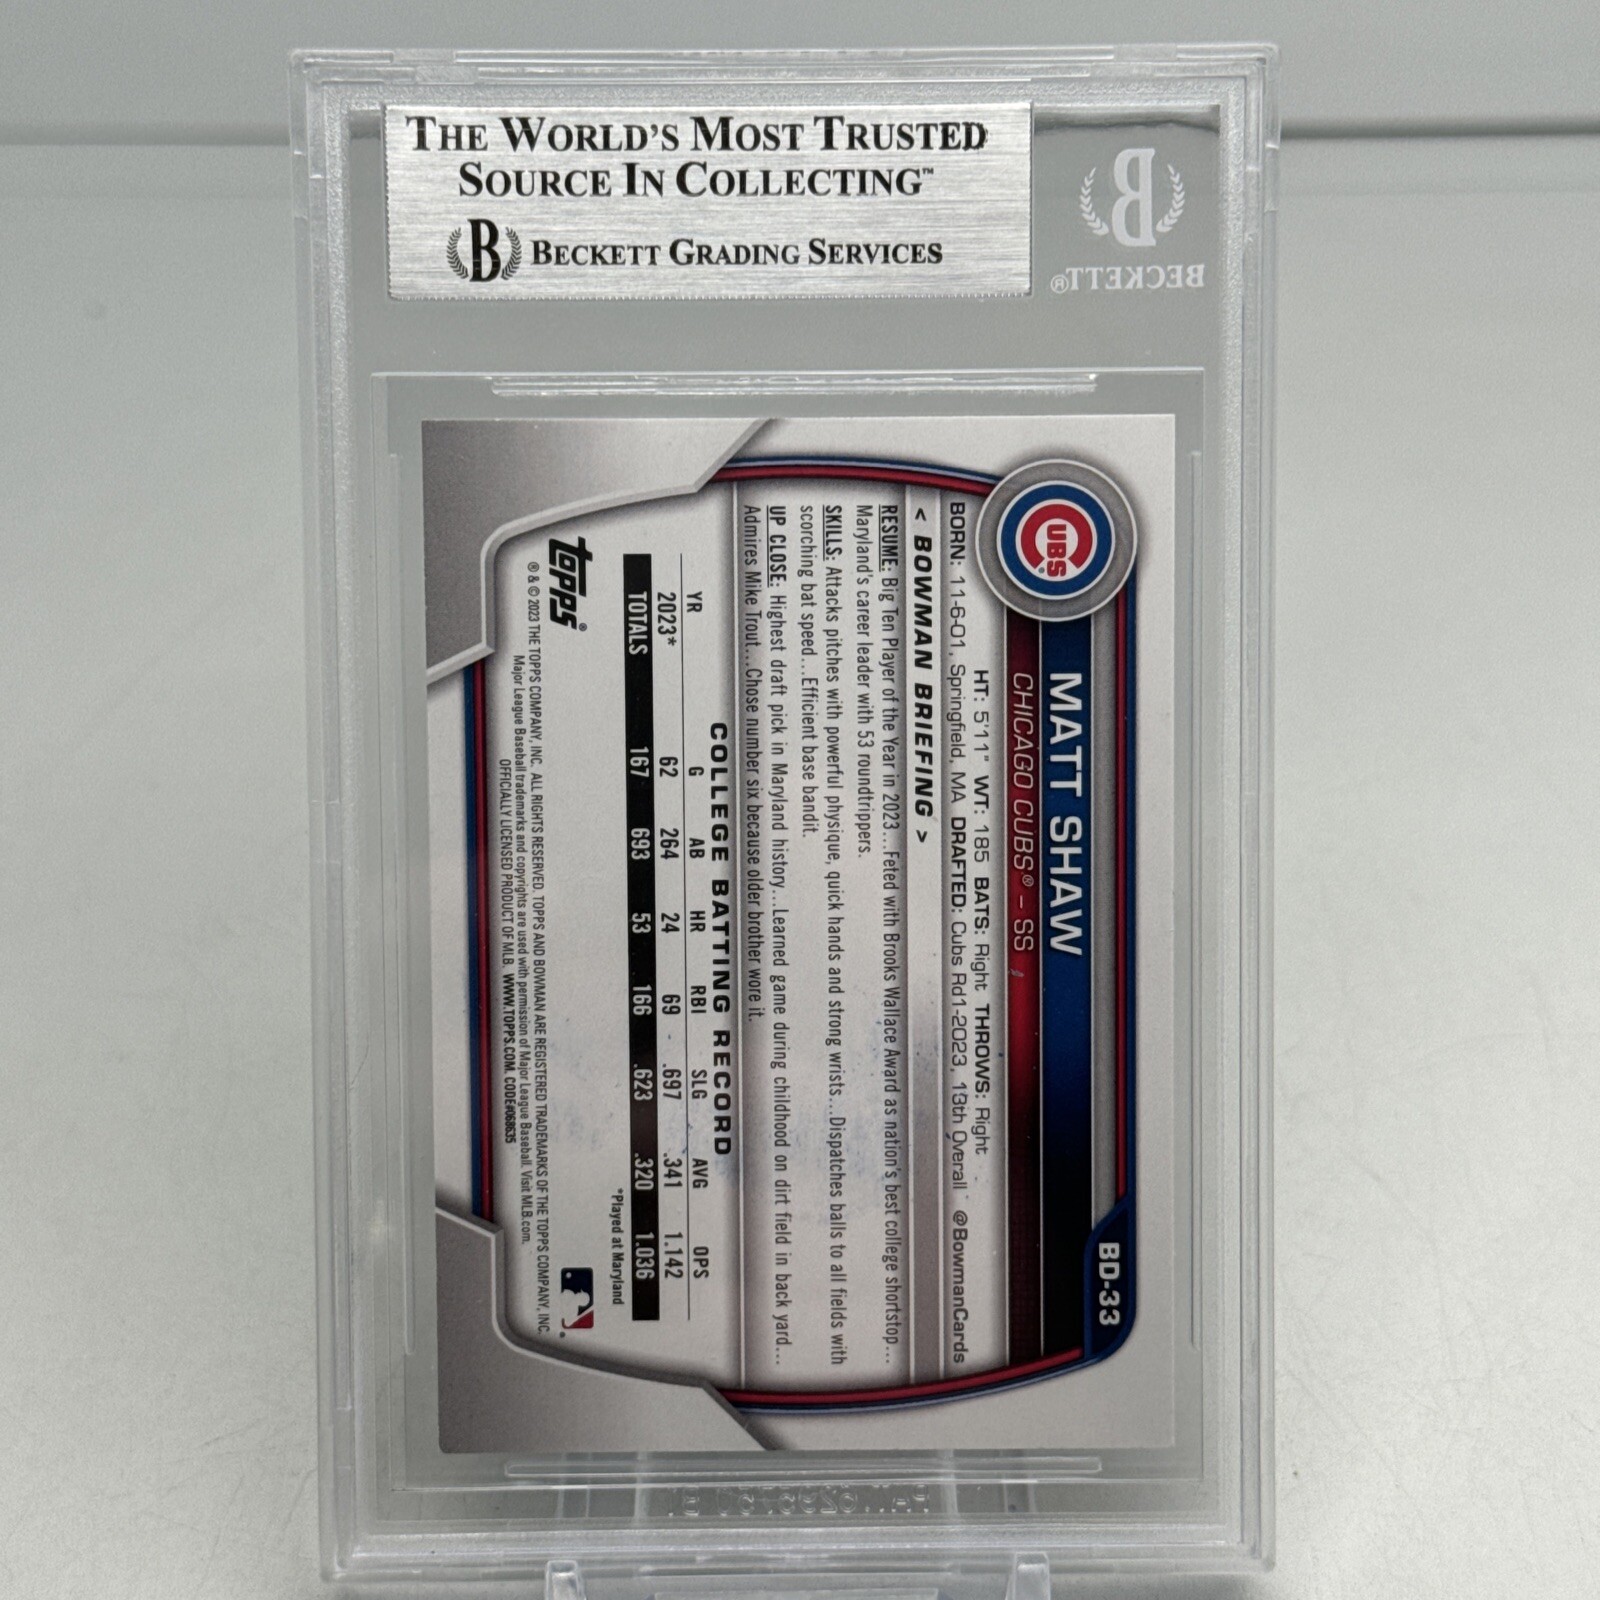 THE WORLD'S MOST TRUSTED
SOURCE IN COLLECTING™
B BECKETT GRADING SERVICES
B
BECKETT®
BD-33
CUBS
MATT SHAW
CHICAGO CUBS® - SS
HT: 5'11" WT: 185 BATS: Right THROWS: Right
BORN: 11-6-01, Springfield, MA DRAFTED: Cubs Rd1-2023, 13th Overall @BowmanCards
< BOWMAN BRIEFING >
RESUME: Big Ten Player of the Year in 2023...Feted with Brooks Wallace Award as nation's best college shortstop...
Maryland's career leader with 53 roundtrippers.
SKILLS: Attacks pitches with powerful physique, quick hands and strong wrists...Dispatches balls to all fields with
scorching bat speed...Efficient base bandit.
UP CLOSE: Highest draft pick in Maryland history...Learned game during childhood on dirt field in back yard...
Admires Mike Trout...Chose number six because older brother wore it.
COLLEGE BATTING RECORD
YR G AB HR RBI SLG AVG OPS
2023* 62 264 24 69 .697 .341 1.142
TOTALS 167 693 53 166 .623 .320 1.036
*Played at Maryland
topps®
® & © 2023 THE TOPPS COMPANY, INC. ALL RIGHTS RESERVED. TOPPS AND BOWMAN ARE REGISTERED TRADEMARKS OF THE TOPPS COMPANY, INC.
Major League Baseball trademarks and copyrights are used with permission of Major League Baseball. Visit MLB.com.
OFFICIALLY LICENSED PRODUCT OF MLB. WWW.TOPPS.COM. CODE#068635